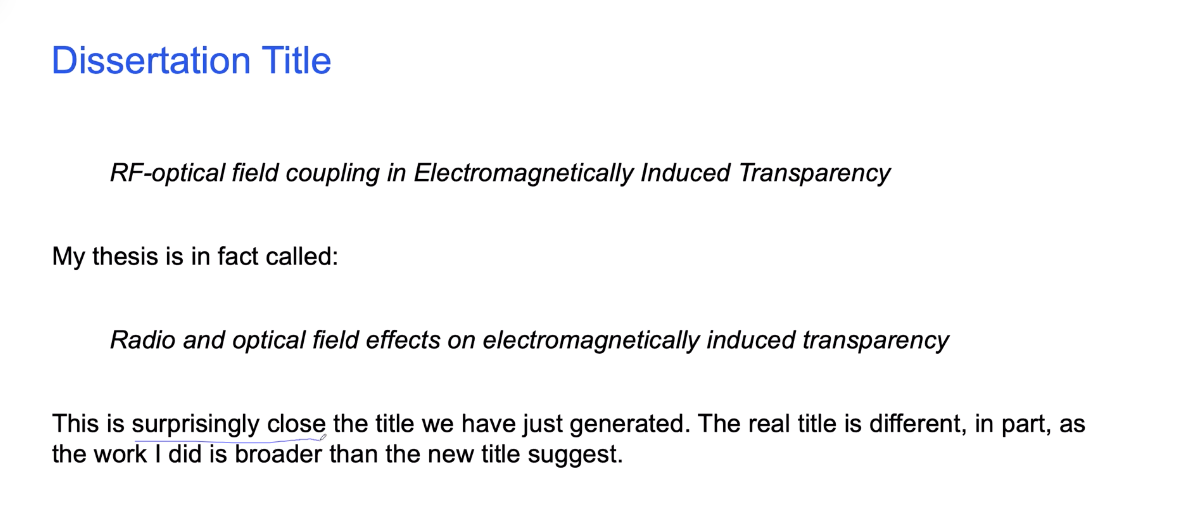 Dissertation Title
RF-optical field coupling in Electromagnetically Induced Transparency
My thesis is in fact called:
Radio and optical field effects on electromagnetically induced transparency
This is surprisingly close the title we have just generated. The real title is different, in part, as
the work I did is broader than the new title suggest.